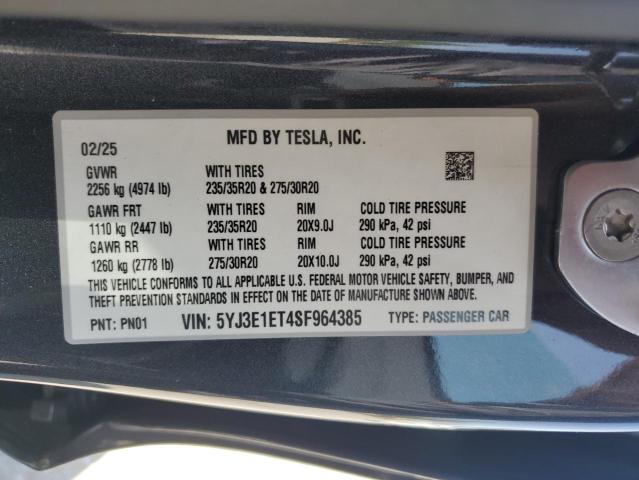 02/25 MFD BY TESLA, INC.
GVWR WITH TIRES
2256 kg (4974 lb) 235/35R20 & 275/30R20
GAWR FRT WITH TIRES RIM COLD TIRE PRESSURE
1110 kg (2447 lb) 235/35R20 20X9.0J 290 kPa, 42 psi
GAWR RR WITH TIRES RIM COLD TIRE PRESSURE
1260 kg (2778 lb) 275/30R20 20X10.0J 290 kPa, 42 psi
THIS VEHICLE CONFORMS TO ALL APPLICABLE U.S. FEDERAL MOTOR VEHICLE SAFETY, BUMPER, AND
THEFT PREVENTION STANDARDS IN EFFECT ON THE DATE OF MANUFACTURE SHOWN ABOVE.
PNT: PN01 VIN: 5YJ3E1ET4SF964385 TYPE: PASSENGER CAR